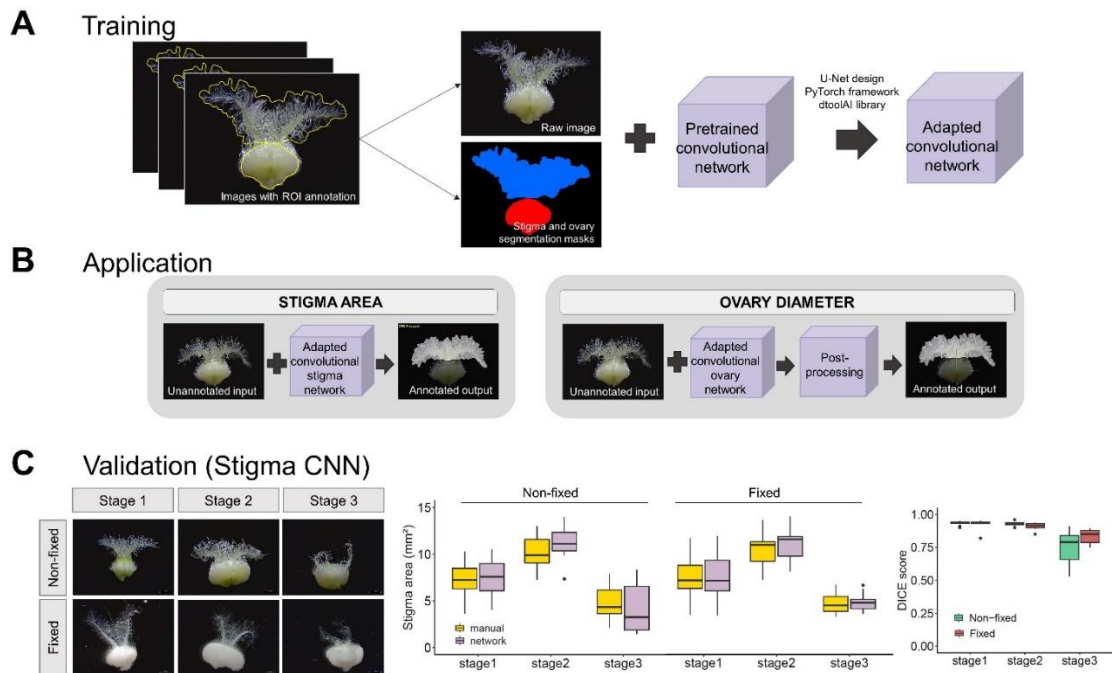 A
Training
Images with ROI annotation
Raw image
Stigma and ovary
segmentation masks
Pretrained
convolutional
network
U-Net design
PyTorch framework
dtoolAI library
Adapted
convolutional
network
B
Application
STIGMA AREA
Unannotated input
Adapted
convolutional
stigma
network
Annotated output
OVARY DIAMETER
Unannotated input
Adapted
convolutional
ovary
network
Post-
processing
Annotated output
C
Validation (Stigma CNN)
Stage 1
Stage 2
Stage 3
Non-fixed
Fixed
Non-fixed
Fixed
Stigma area (mm²)
15
10
5
0
manual
network
stage1
stage2
stage3
stage1
stage2
stage3
DICE score
1.00
0.75
0.50
0.25
0.00
Non-fixed
Fixed
stage1
stage2
stage3